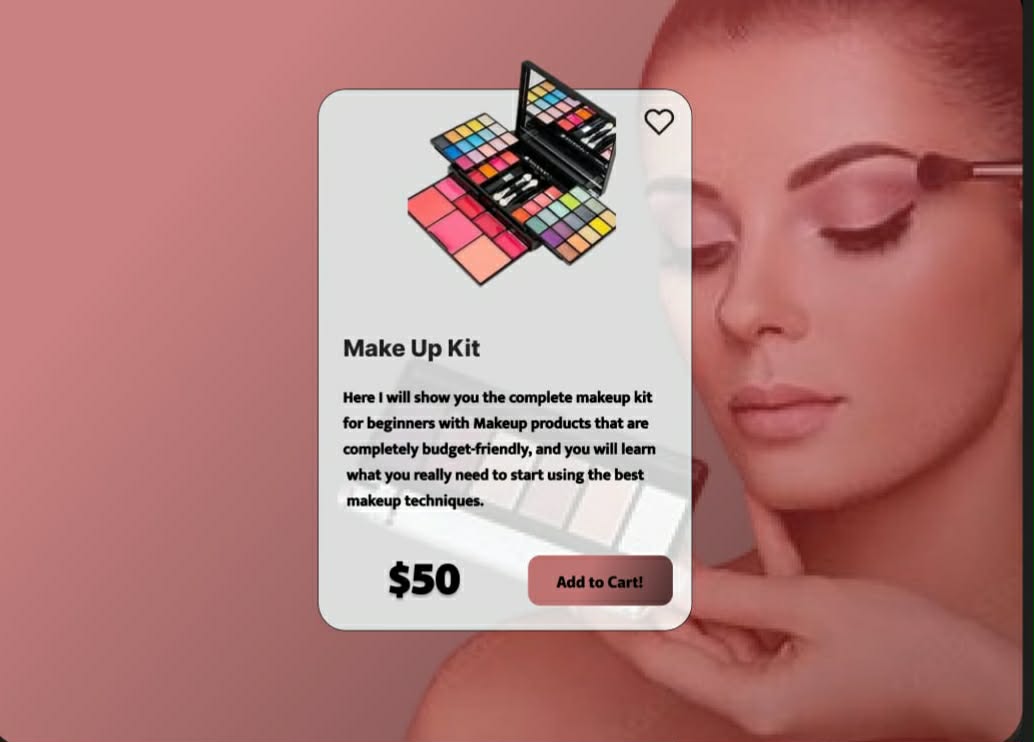 Make Up Kit
Here I will show you the complete makeup kit
for beginners with Makeup products that are
completely budget-friendly, and you will learn
what you really need to start using the best
makeup techniques.
$50
Add to Cart!